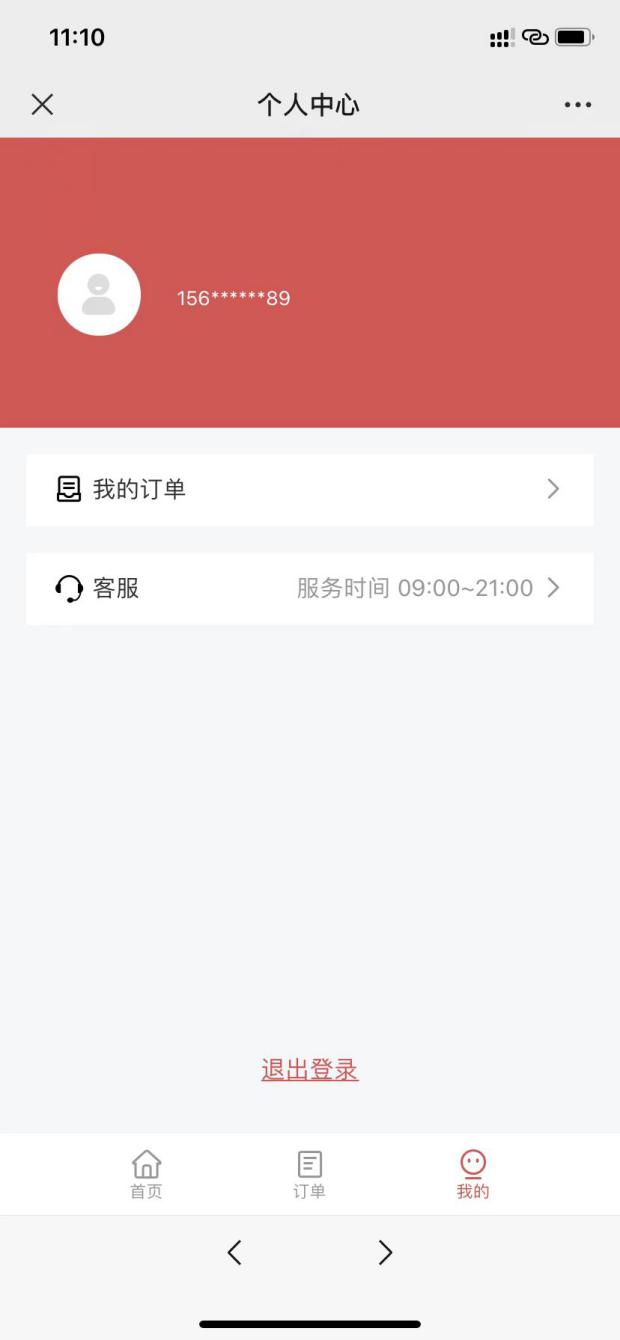 11:10
个人中心
156******89
我的订单
客服 服务时间 09:00~21:00
退出登录
首页 订单 我的